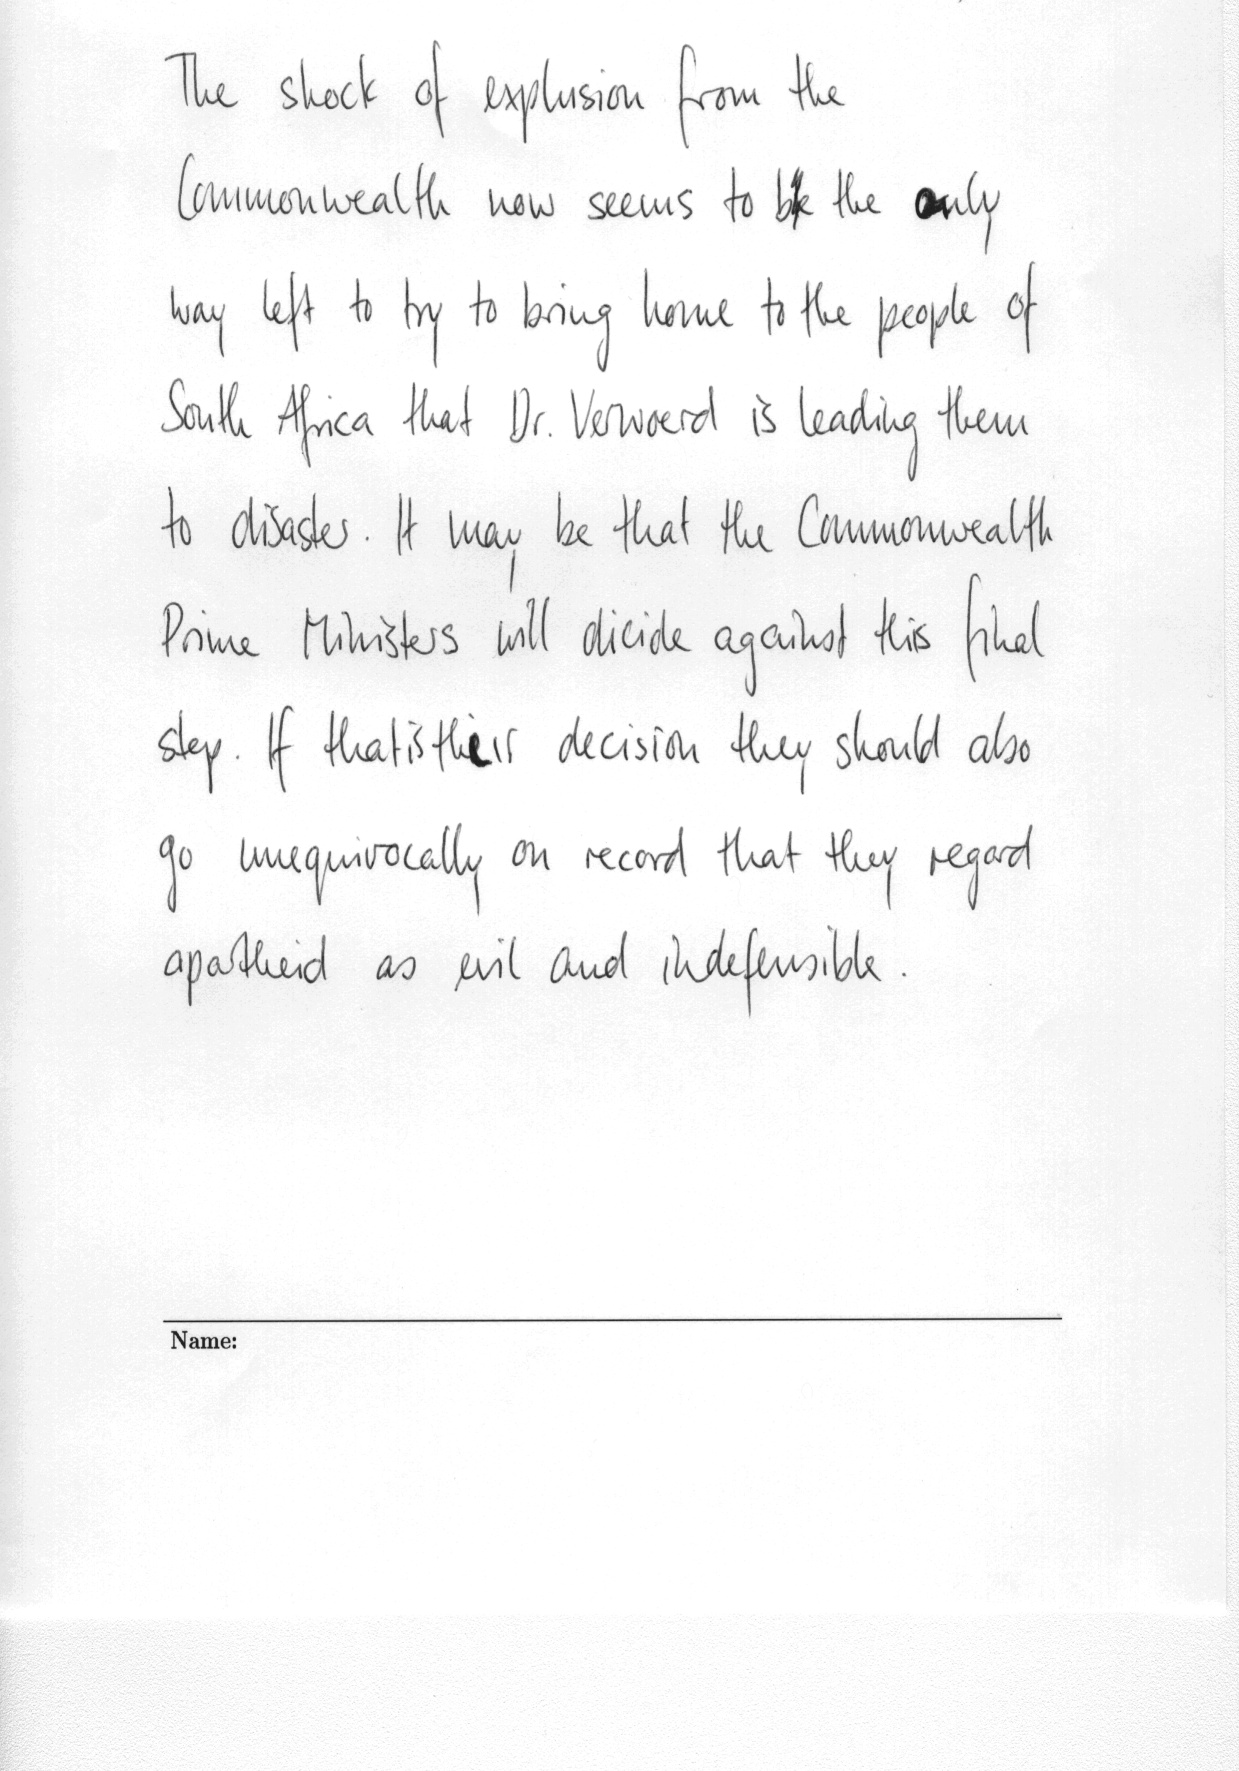 The shock of explusion from the
Commonwealth now seems to be the only
way left to try to bring home to the people of
South Africa that Dr. Verwoerd is leading them
to disaster. It may be that the Commonwealth
Prime Ministers will dicide against this final
step. If that is their decision they should also
go unequivocally on record that they regard
apartheid as evil and indefensible.
Name: